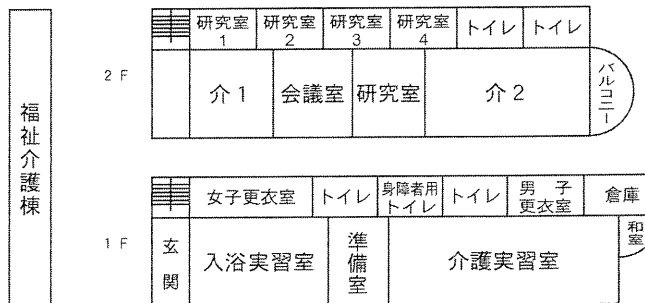 福祉介護棟
2F
研究室1
研究室2
研究室3
研究室4
トイレ
トイレ
介1
会議室
研究室
介2
バルコニー
1F
女子更衣室
トイレ
身障者用トイレ
トイレ
男子更衣室
倉庫
玄関
入浴実習室
準備室
介護実習室
和室